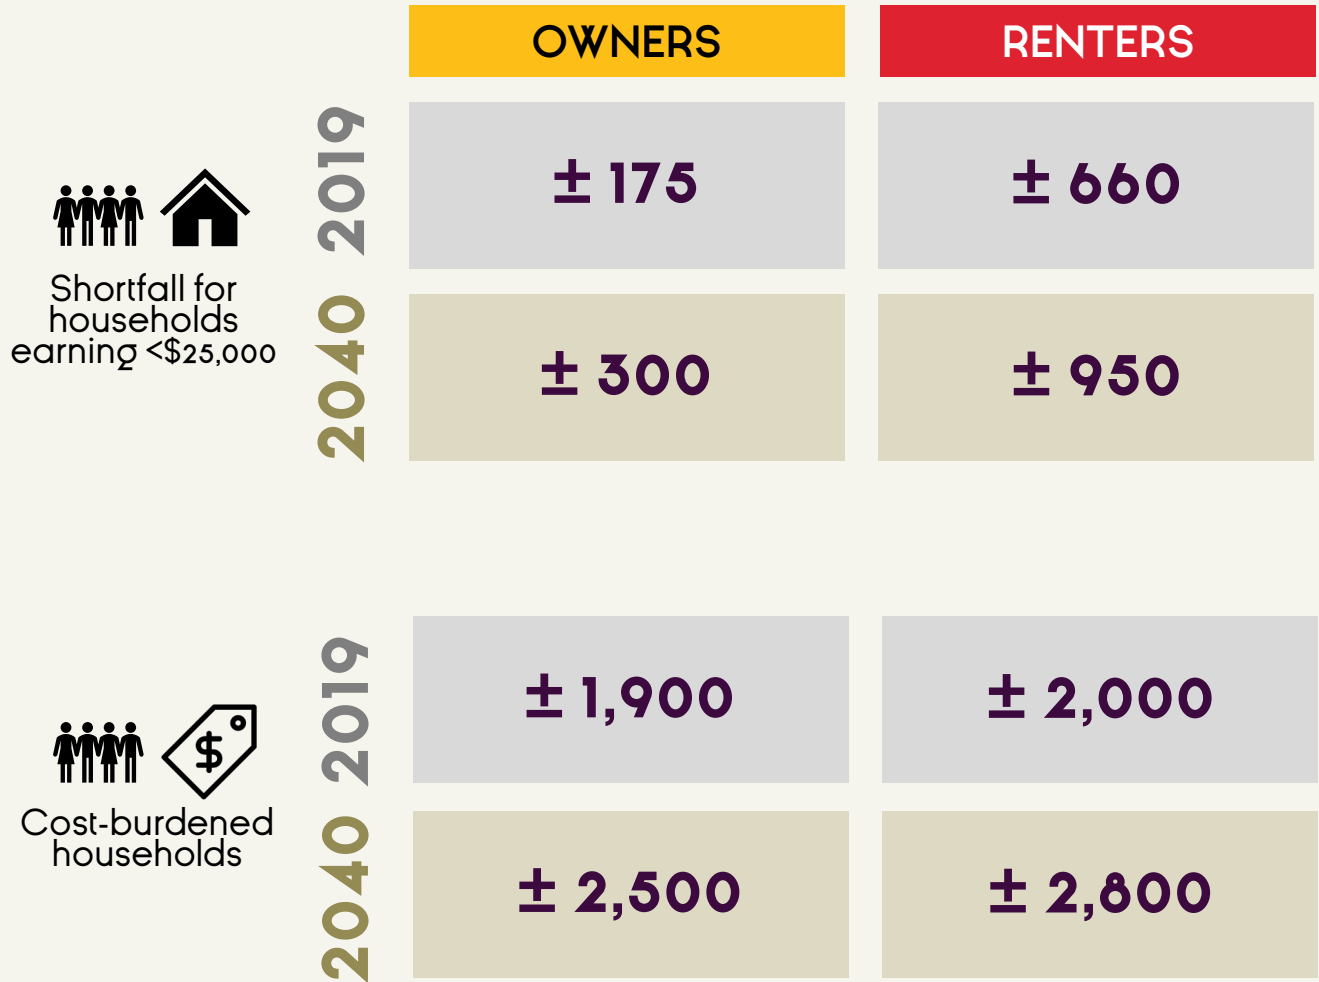 OWNERS
RENTERS
2019
± 175
± 660
Shortfall for
households
earning <$25,000
2040
± 300
± 950
2019
± 1,900
± 2,000
$
Cost-burdened
households
2040
± 2,500
± 2,800